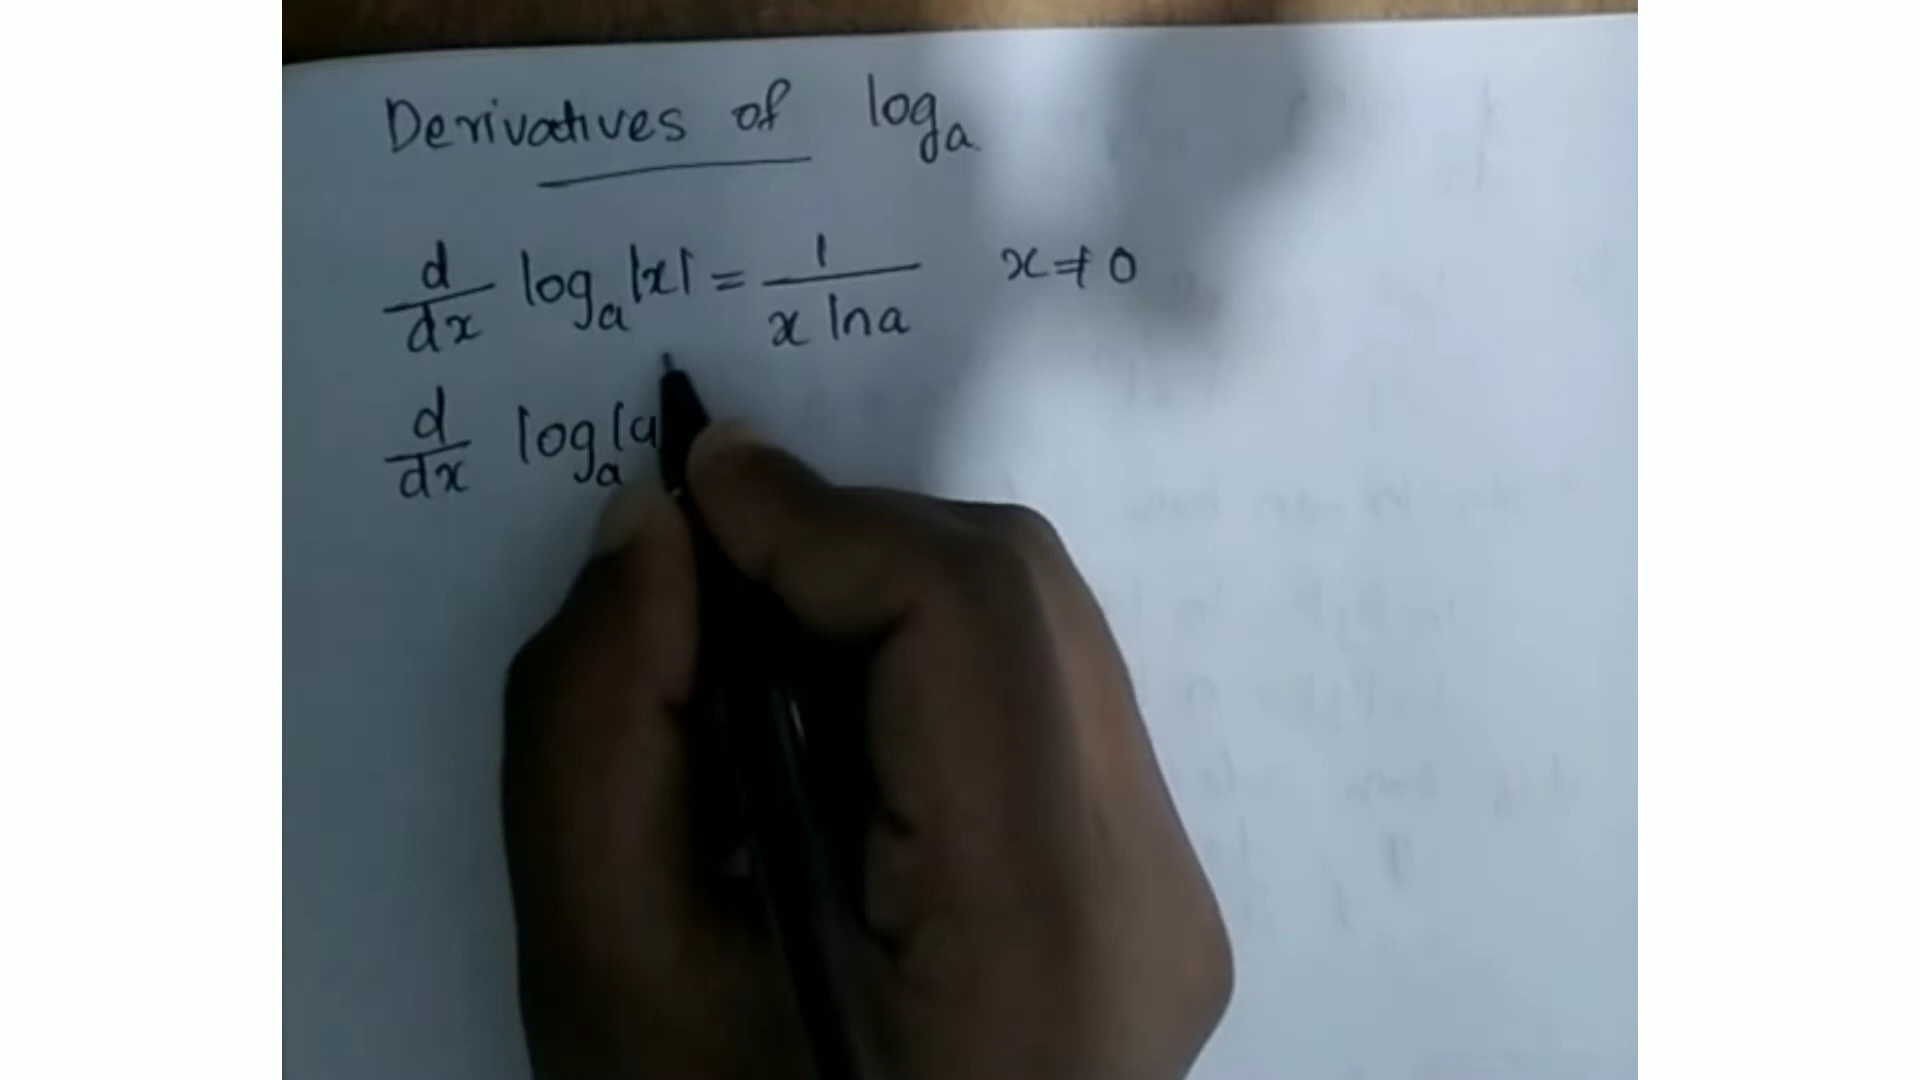 Derivatives of log_a
d/dx log_a |x| = 1/(x ln a) x ≠ 0
d/dx log_a |u